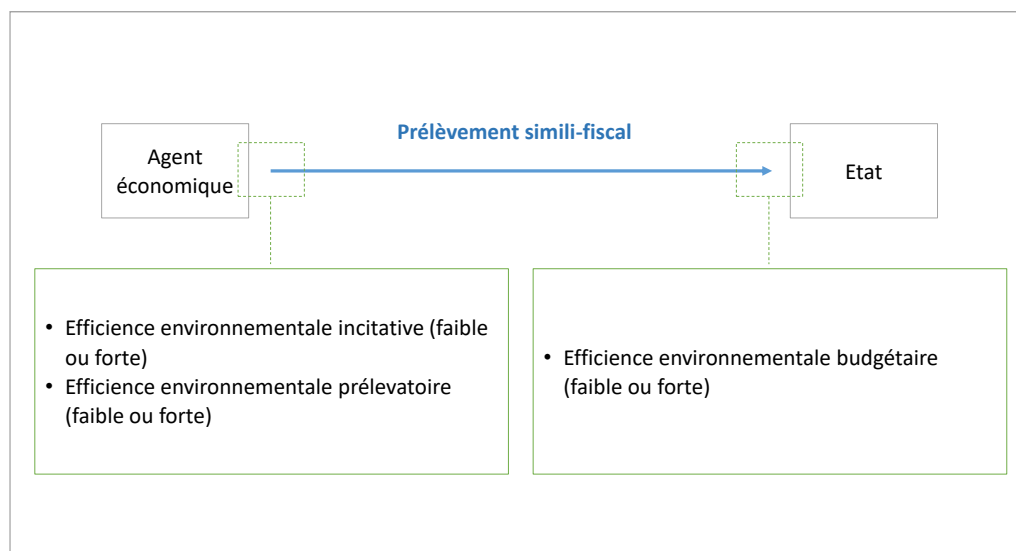 Prélèvement simili-fiscal
Agent
économique
Etat
• Efficience environnementale incitative (faible
ou forte)
• Efficience environnementale prélevatoire
(faible ou forte)
• Efficience environnementale budgétaire
(faible ou forte)